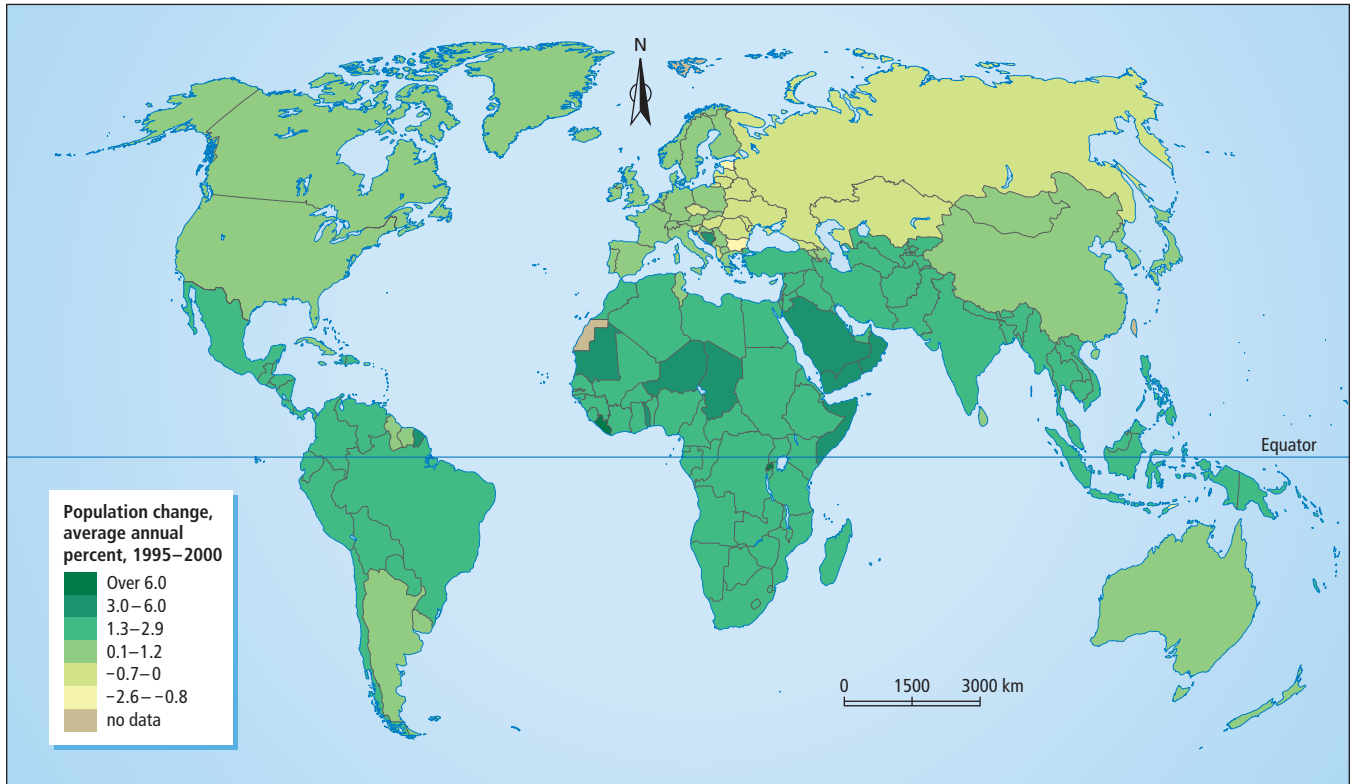 N
Equator
Population change,
average annual
percent, 1995–2000
Over 6.0
3.0–6.0
1.3–2.9
0.1–1.2
−0.7–0
−2.6–−0.8
no data
0 1500 3000 km